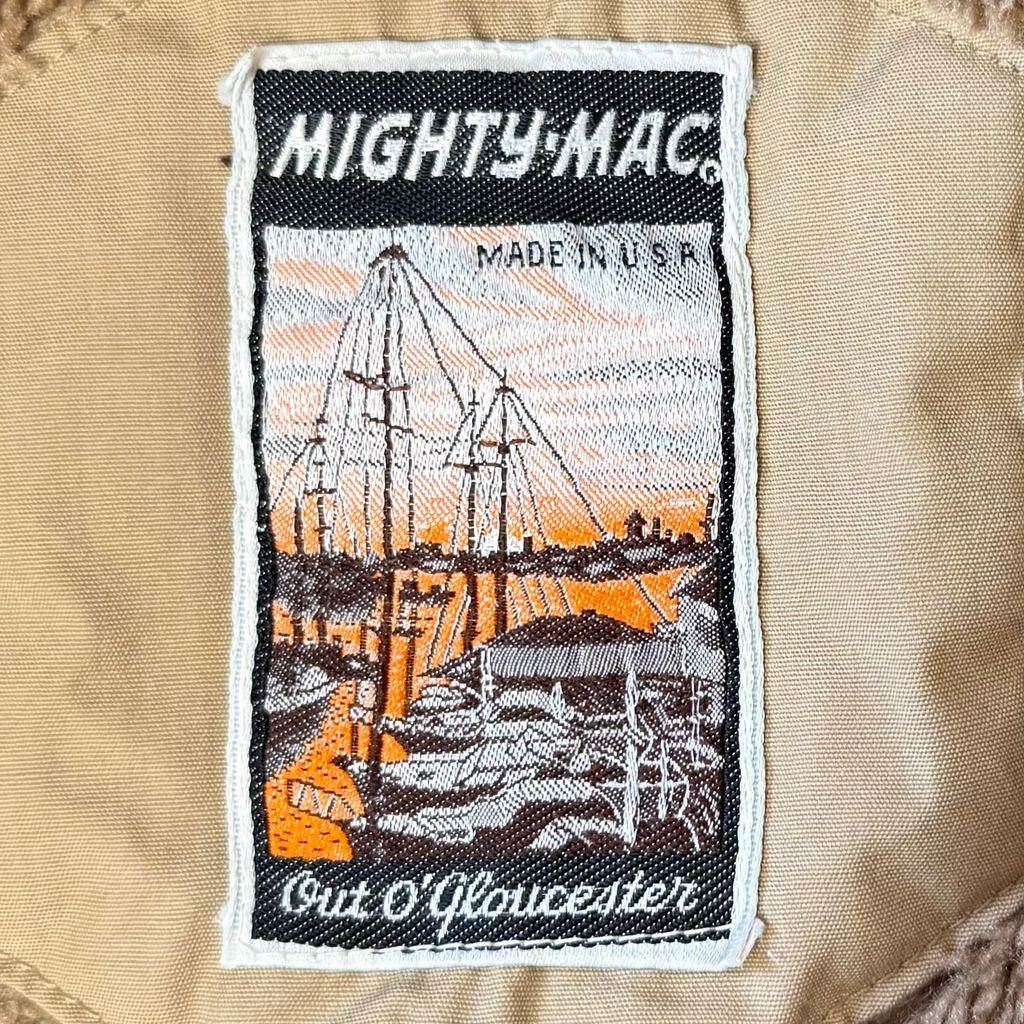 MIGHTY·MAC®
MADE IN U S A
Out O'Gloucester